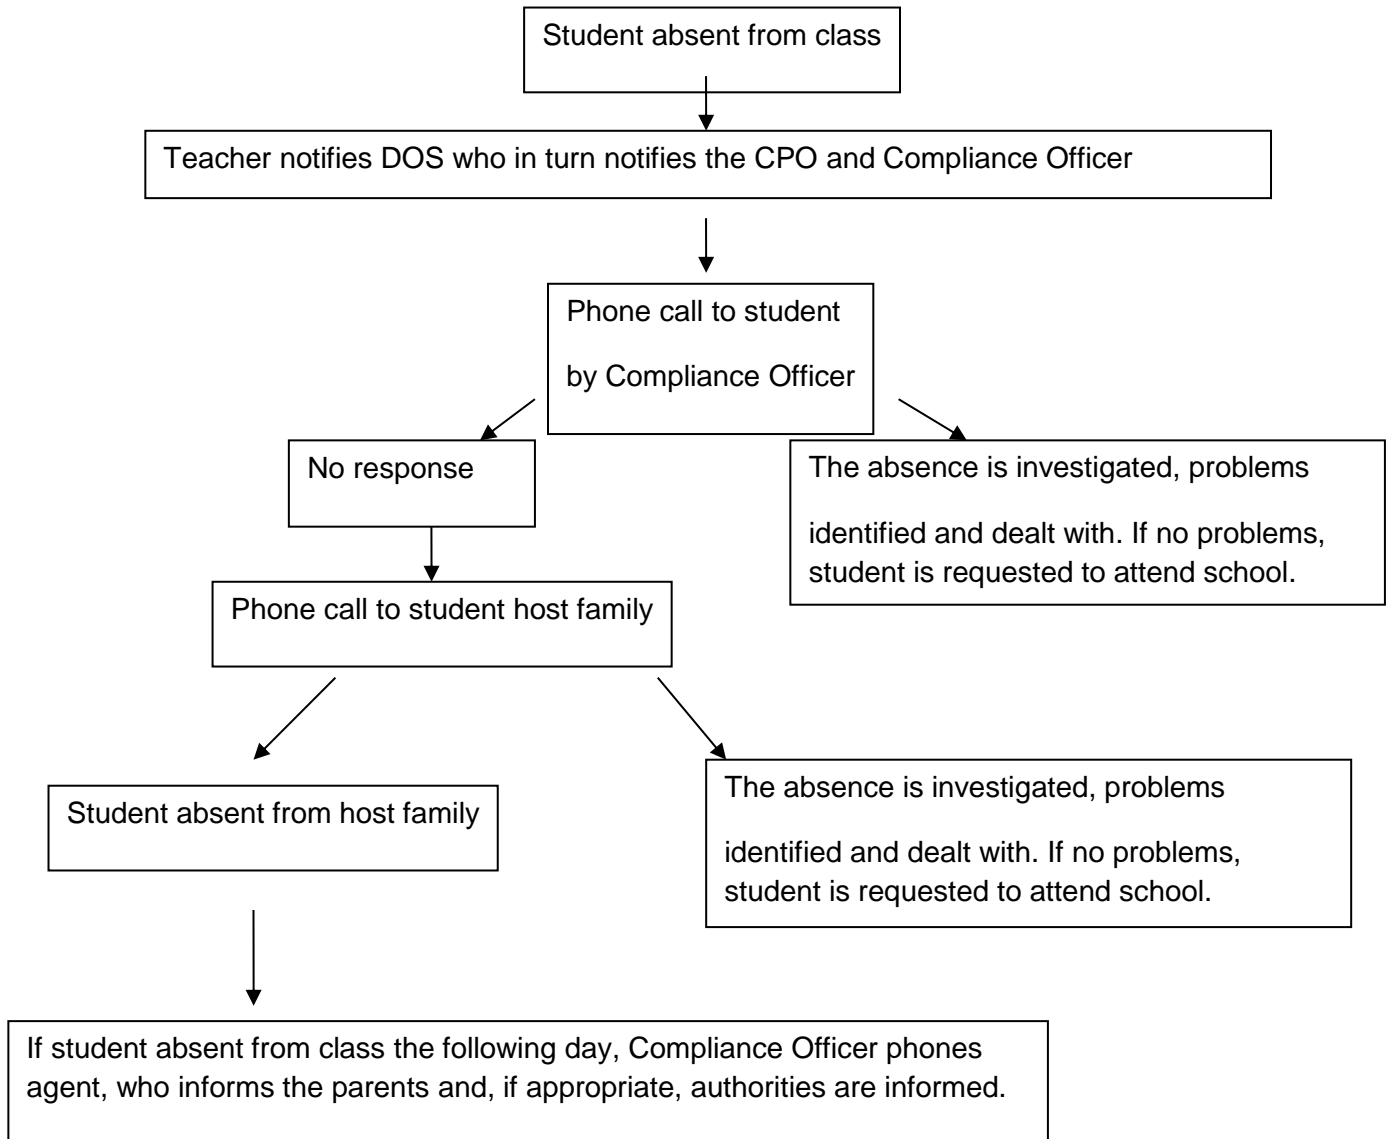 Student absent from class
Teacher notifies DOS who in turn notifies the CPO and Compliance Officer
Phone call to student
by Compliance Officer
No response
The absence is investigated, problems
identified and dealt with. If no problems,
student is requested to attend school.
Phone call to student host family
Student absent from host family
The absence is investigated, problems
identified and dealt with. If no problems,
student is requested to attend school.
If student absent from class the following day, Compliance Officer phones
agent, who informs the parents and, if appropriate, authorities are informed.